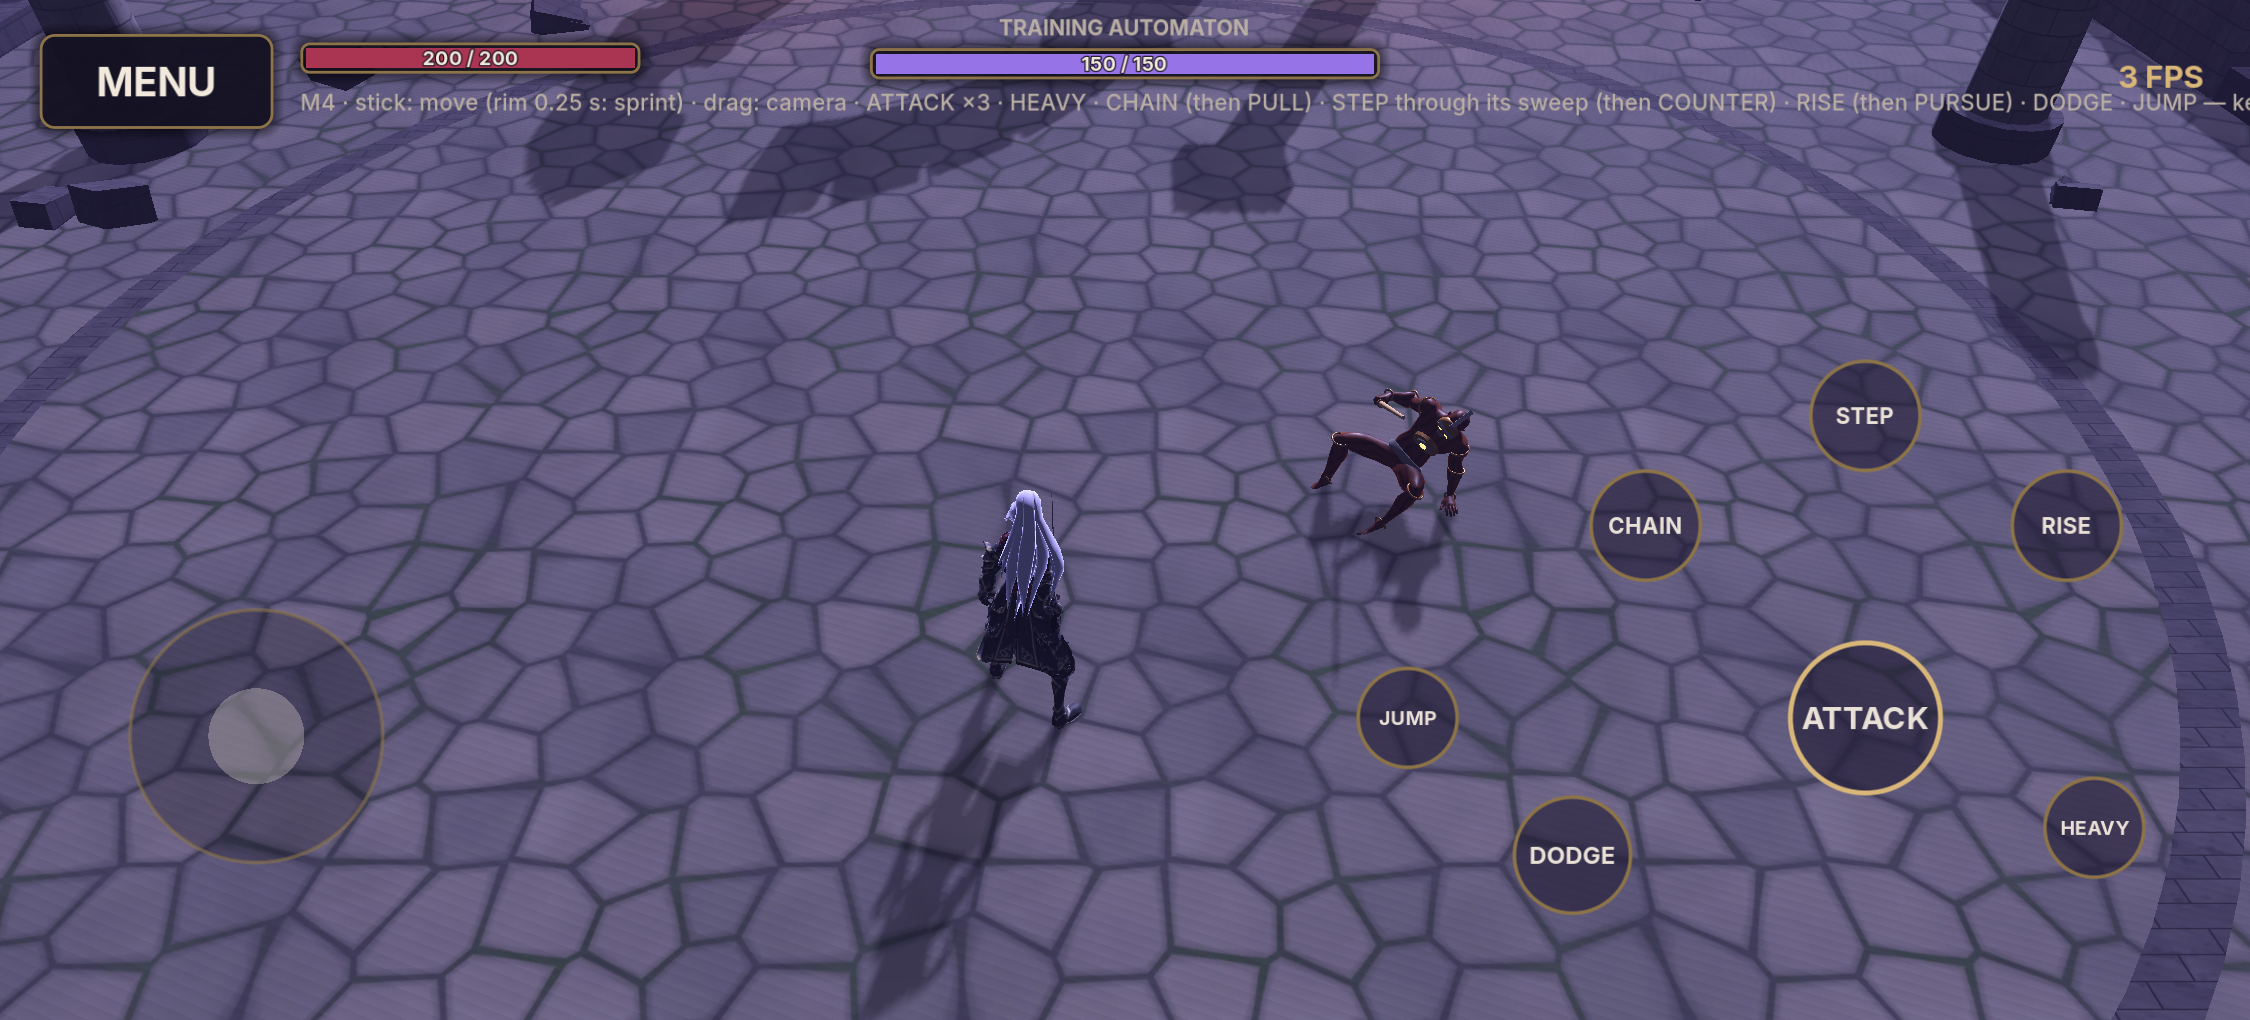 TRAINING AUTOMATON
MENU
200 / 200
150 / 150
3 FPS
M4 · stick: move (rim 0.25 s: sprint) · drag: camera · ATTACK ×3 · HEAVY · CHAIN (then PULL) · STEP through its sweep (then COUNTER) · RISE (then PURSUE) · DODGE · JUMP — ke
STEP
CHAIN
RISE
JUMP
ATTACK
HEAVY
DODGE